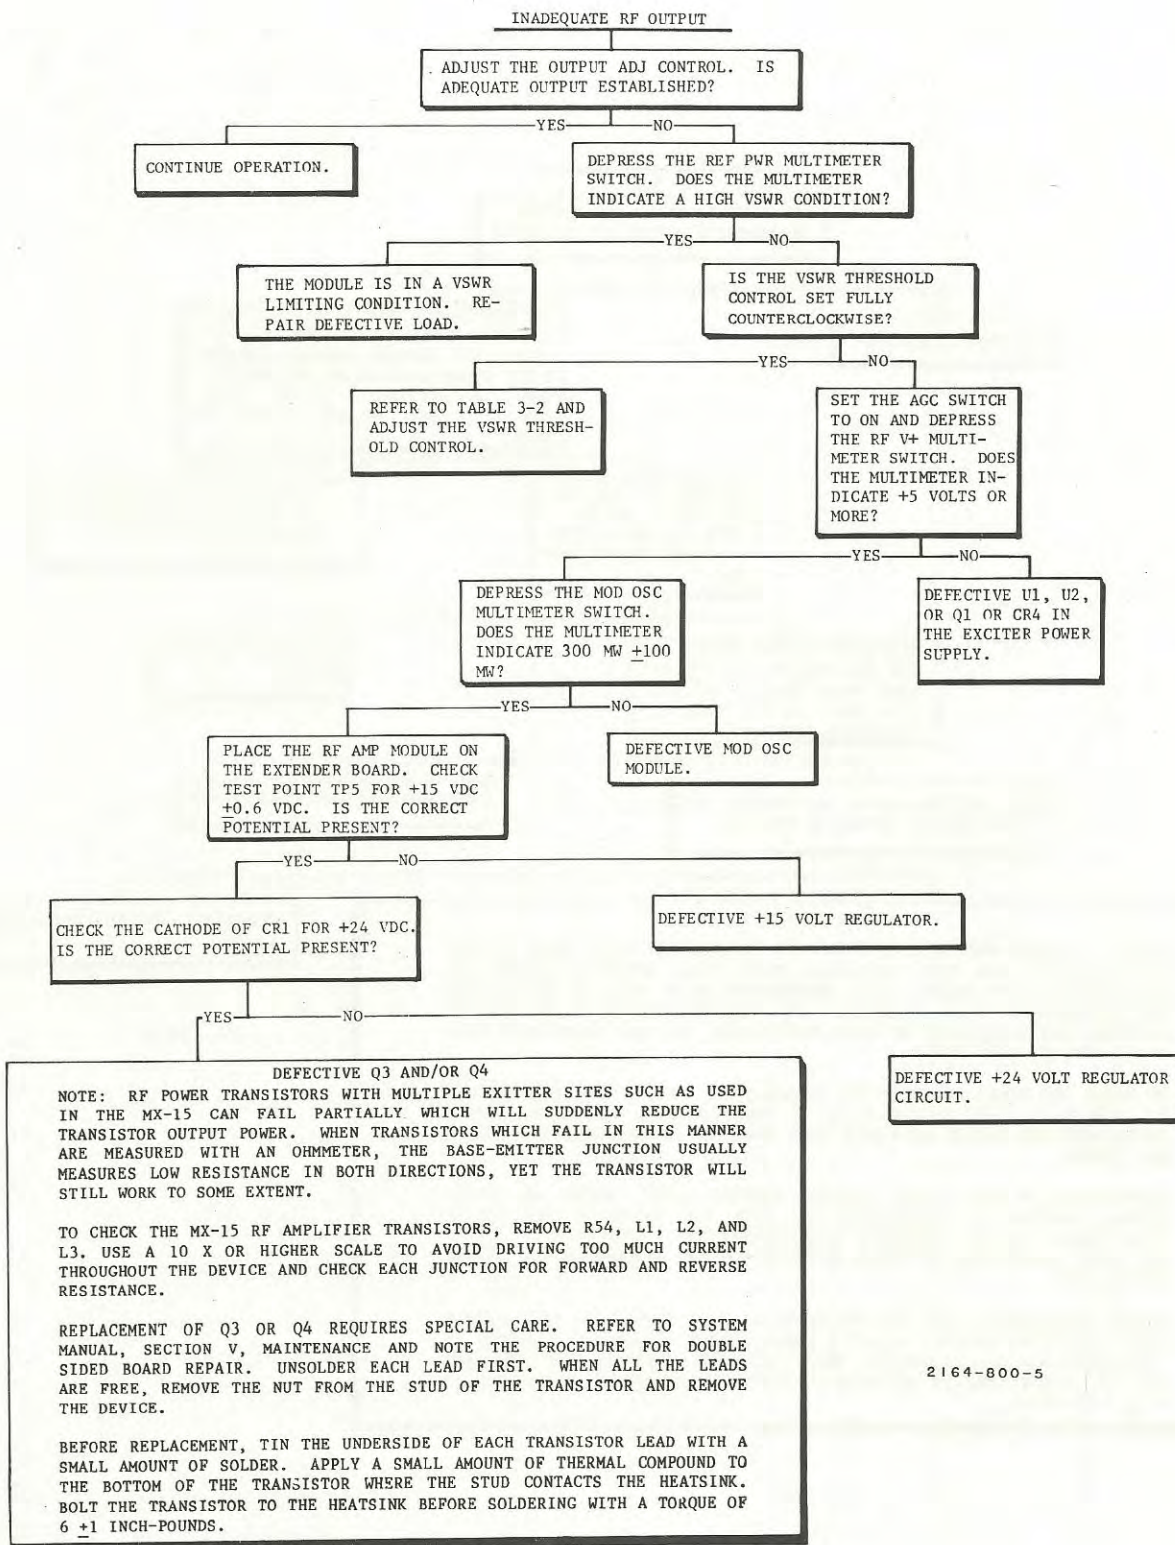 INADEQUATE RF OUTPUT
ADJUST THE OUTPUT ADJ CONTROL. IS
ADEQUATE OUTPUT ESTABLISHED?
YES
NO
CONTINUE OPERATION.
DEPRESS THE REF PWR MULTIMETER
SWITCH. DOES THE MULTIMETER
INDICATE A HIGH VSWR CONDITION?
YES
NO
THE MODULE IS IN A VSWR
LIMITING CONDITION. RE-
PAIR DEFECTIVE LOAD.
IS THE VSWR THRESHOLD
CONTROL SET FULLY
COUNTERCLOCKWISE?
YES
NO
REFER TO TABLE 3-2 AND
ADJUST THE VSWR THRESH-
OLD CONTROL.
SET THE AGC SWITCH
TO ON AND DEPRESS
THE RF V+ MULTI-
METER SWITCH. DOES
THE MULTIMETER IN-
DICATE +5 VOLTS OR
MORE?
YES
NO
DEPRESS THE MOD OSC
MULTIMETER SWITCH.
DOES THE MULTIMETER
INDICATE 300 MW ±100
MW?
DEFECTIVE U1, U2,
OR Q1 OR CR4 IN
THE EXCITER POWER
SUPPLY.
YES
NO
PLACE THE RF AMP MODULE ON
THE EXTENDER BOARD. CHECK
TEST POINT TP5 FOR +15 VDC
±0.6 VDC. IS THE CORRECT
POTENTIAL PRESENT?
DEFECTIVE MOD OSC
MODULE.
YES
NO
CHECK THE CATHODE OF CR1 FOR +24 VDC.
IS THE CORRECT POTENTIAL PRESENT?
DEFECTIVE +15 VOLT REGULATOR.
YES
NO
DEFECTIVE Q3 AND/OR Q4
NOTE: RF POWER TRANSISTORS WITH MULTIPLE EXITTER SITES SUCH AS USED
IN THE MX-15 CAN FAIL PARTIALLY WHICH WILL SUDDENLY REDUCE THE
TRANSISTOR OUTPUT POWER. WHEN TRANSISTORS WHICH FAIL IN THIS MANNER
ARE MEASURED WITH AN OHMMETER, THE BASE-EMITTER JUNCTION USUALLY
MEASURES LOW RESISTANCE IN BOTH DIRECTIONS, YET THE TRANSISTOR WILL
STILL WORK TO SOME EXTENT.
TO CHECK THE MX-15 RF AMPLIFIER TRANSISTORS, REMOVE R54, L1, L2, AND
L3. USE A 10 X OR HIGHER SCALE TO AVOID DRIVING TOO MUCH CURRENT
THROUGHOUT THE DEVICE AND CHECK EACH JUNCTION FOR FORWARD AND REVERSE
RESISTANCE.
REPLACEMENT OF Q3 OR Q4 REQUIRES SPECIAL CARE. REFER TO SYSTEM
MANUAL, SECTION V, MAINTENANCE AND NOTE THE PROCEDURE FOR DOUBLE
SIDED BOARD REPAIR. UNSOLDER EACH LEAD FIRST. WHEN ALL THE LEADS
ARE FREE, REMOVE THE NUT FROM THE STUD OF THE TRANSISTOR AND REMOVE
THE DEVICE.
BEFORE REPLACEMENT, TIN THE UNDERSIDE OF EACH TRANSISTOR LEAD WITH A
SMALL AMOUNT OF SOLDER. APPLY A SMALL AMOUNT OF THERMAL COMPOUND TO
THE BOTTOM OF THE TRANSISTOR WHERE THE STUD CONTACTS THE HEATSINK.
BOLT THE TRANSISTOR TO THE HEATSINK BEFORE SOLDERING WITH A TORQUE OF
6 ±1 INCH-POUNDS.
DEFECTIVE +24 VOLT REGULATOR
CIRCUIT.
2164-800-5